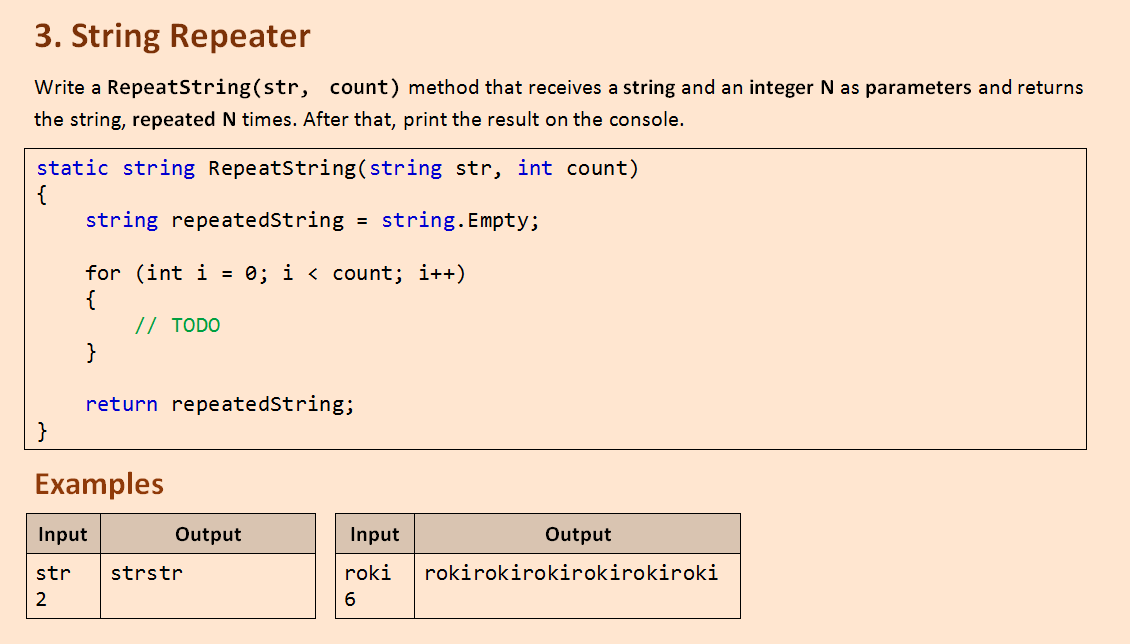 3. String Repeater
Write a RepeatString(str, count) method that receives a string and an integer N as parameters and returns
the string, repeated N times. After that, print the result on the console.
static string RepeatString(string str, int count)
{
    string repeatedString = string.Empty;
    for (int i = 0; i < count; i++)
    {
        // TODO
    }
    return repeatedString;
}
Examples
Input Output
str strstr
2
Input Output
roki rokirokirokirokirokiroki
6